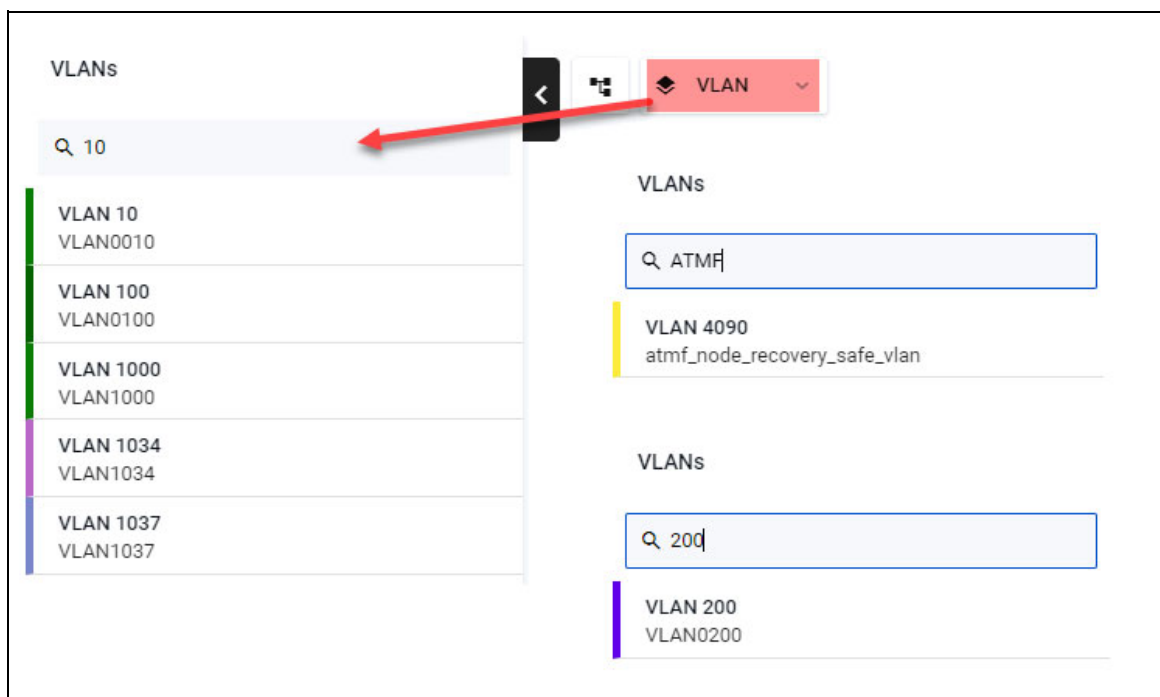 VLANs
10
VLAN 10
VLAN0010
VLAN 100
VLAN0100
VLAN 1000
VLAN1000
VLAN 1034
VLAN1034
VLAN 1037
VLAN1037
VLAN
VLANs
ATMF
VLAN 4090
atmf_node_recovery_safe_vlan
VLANs
200
VLAN 200
VLAN0200